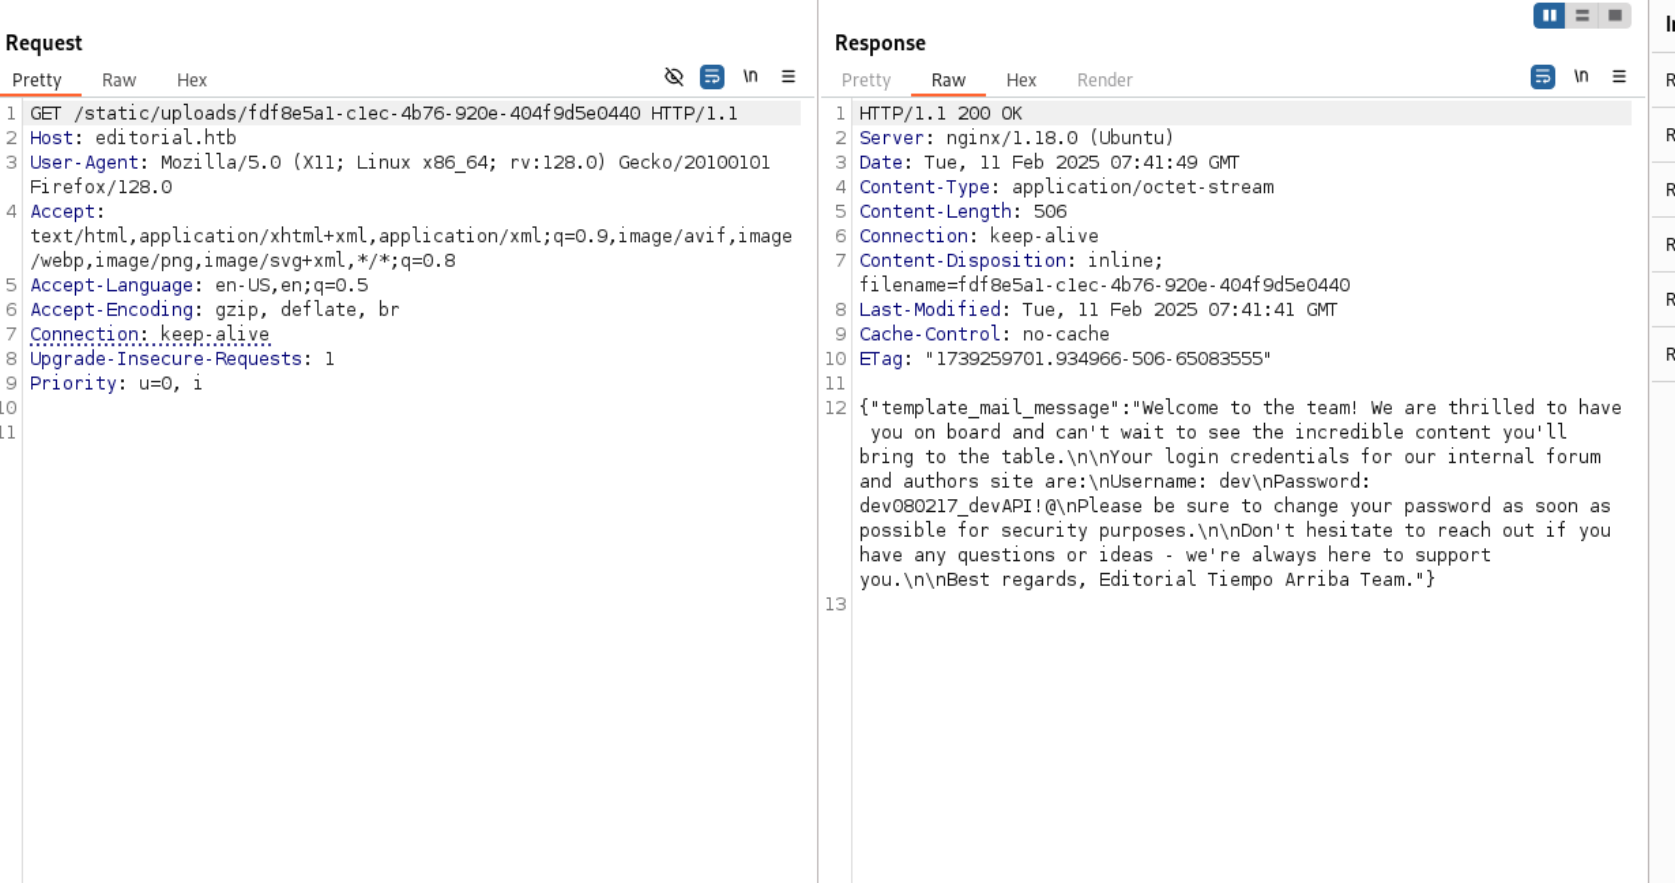 Request
Pretty Raw Hex \n
1 GET /static/uploads/fdf8e5a1-c1ec-4b76-920e-404f9d5e0440 HTTP/1.1
2 Host: editorial.htb
3 User-Agent: Mozilla/5.0 (X11; Linux x86_64; rv:128.0) Gecko/20100101
Firefox/128.0
4 Accept:
text/html,application/xhtml+xml,application/xml;q=0.9,image/avif,image
/webp,image/png,image/svg+xml,*/*;q=0.8
5 Accept-Language: en-US,en;q=0.5
6 Accept-Encoding: gzip, deflate, br
7 Connection: keep-alive
8 Upgrade-Insecure-Requests: 1
9 Priority: u=0, i
10
11
Response
Pretty Raw Hex Render \n
1 HTTP/1.1 200 OK
2 Server: nginx/1.18.0 (Ubuntu)
3 Date: Tue, 11 Feb 2025 07:41:49 GMT
4 Content-Type: application/octet-stream
5 Content-Length: 506
6 Connection: keep-alive
7 Content-Disposition: inline;
filename=fdf8e5a1-c1ec-4b76-920e-404f9d5e0440
8 Last-Modified: Tue, 11 Feb 2025 07:41:41 GMT
9 Cache-Control: no-cache
10 ETag: "1739259701.934966-506-65083555"
11
12 {"template_mail_message":"Welcome to the team! We are thrilled to have
you on board and can't wait to see the incredible content you'll
bring to the table.\n\nYour login credentials for our internal forum
and authors site are:\nUsername: dev\nPassword:
dev080217_devAPI!@\nPlease be sure to change your password as soon as
possible for security purposes.\n\nDon't hesitate to reach out if you
have any questions or ideas - we're always here to support
you.\n\nBest regards, Editorial Tiempo Arriba Team."}
13